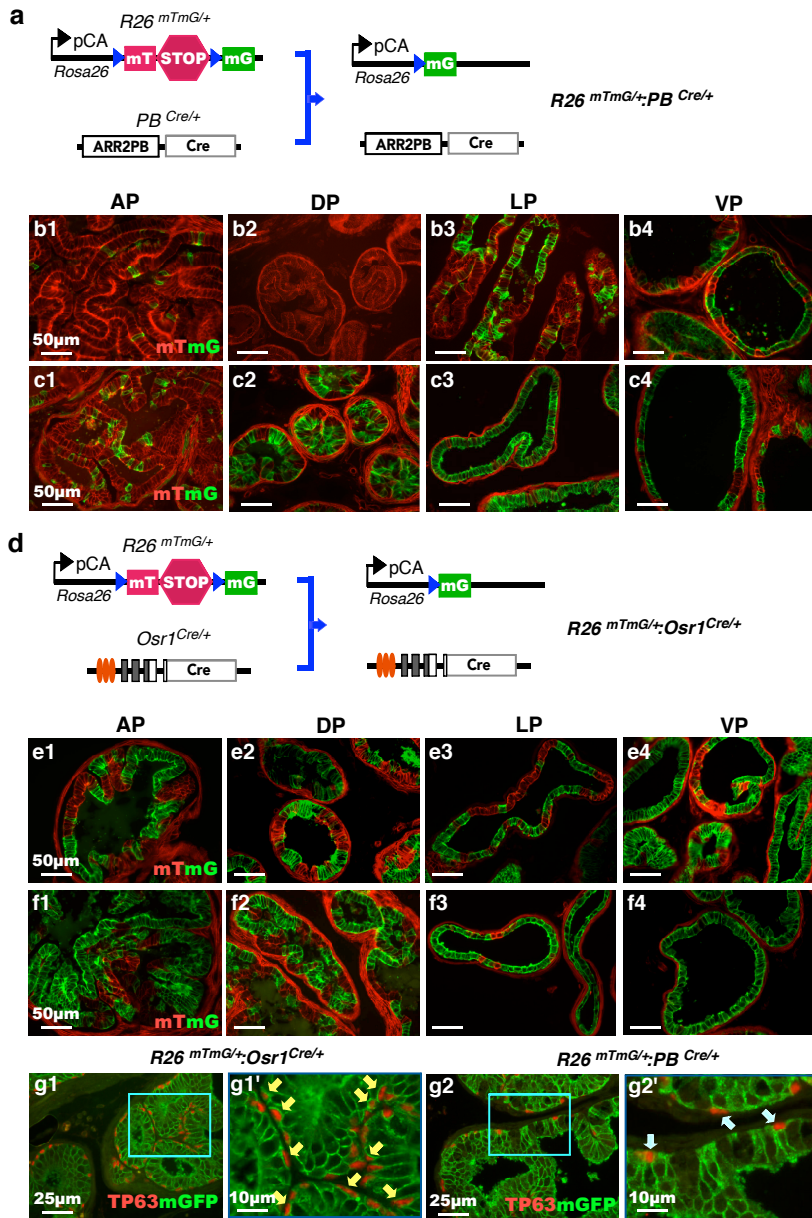 a
R26 mTmG/+
pCA
mT STOP mG
Rosa26
PB Cre/+
ARR2PB Cre
pCA
mG
Rosa26
ARR2PB Cre
R26 mTmG/+:PB Cre/+
AP DP LP VP
b1 b2 b3 b4
50µm mTmG
c1 c2 c3 c4
50µm mTmG
d
R26 mTmG/+
pCA
mT STOP mG
Rosa26
Osr1Cre/+
Cre
pCA
mG
Rosa26
Cre
R26 mTmG/+:Osr1Cre/+
AP DP LP VP
e1 e2 e3 e4
50µm mTmG
f1 f2 f3 f4
50µm mTmG
R26 mTmG/+:Osr1Cre/+ R26 mTmG/+:PB Cre/+
g1 g1' g2 g2'
25µm TP63mGFP 10µm 25µm TP63mGFP 10µm